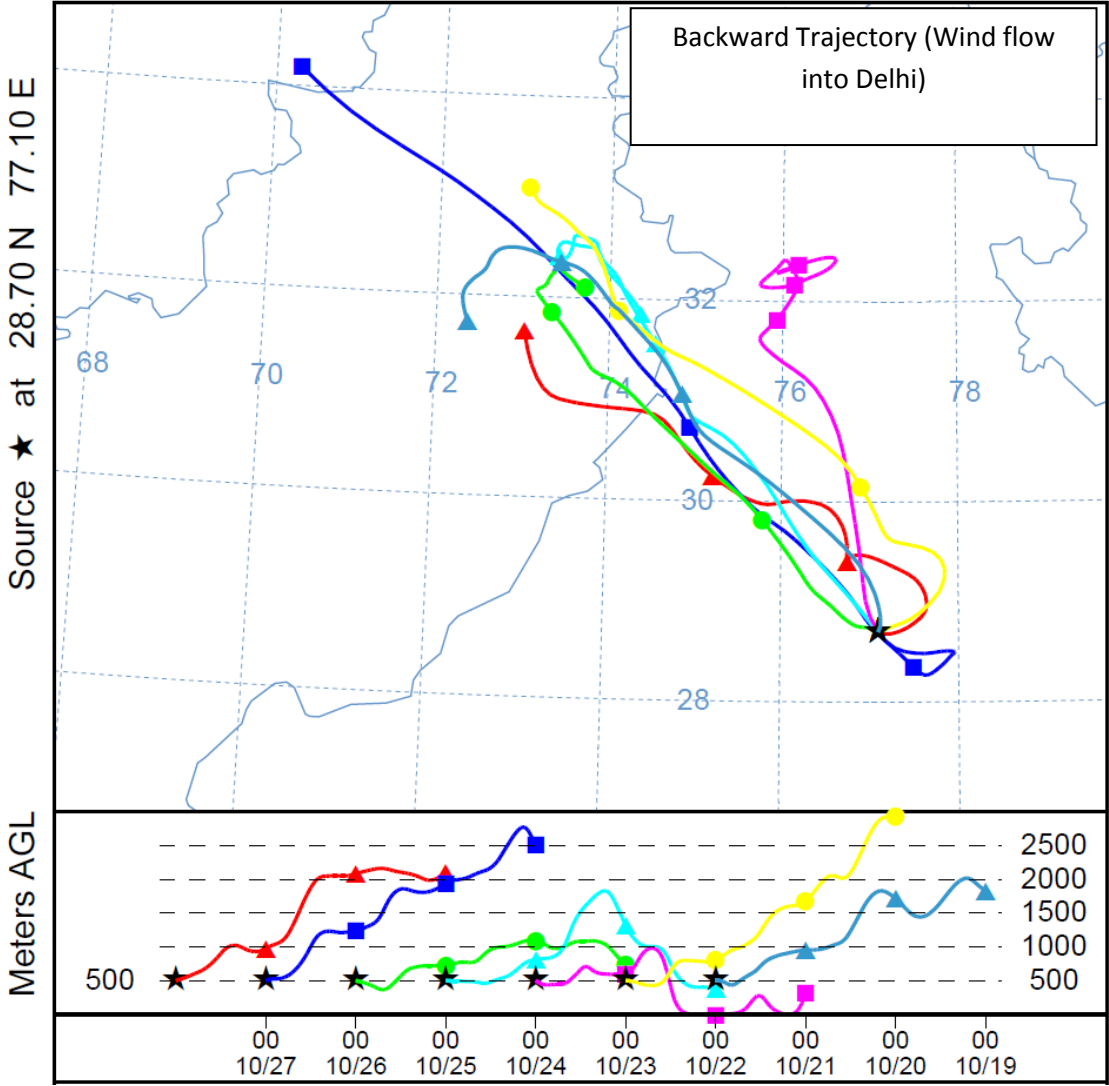 Backward Trajectory (Wind flow
into Delhi)
Source ★ at 28.70 N 77.10 E
32
68
70
72
74
76
78
30
28
Meters AGL
2500
2000
1500
1000
500
500
00 00 00 00 00 00 00 00 00
10/27 10/26 10/25 10/24 10/23 10/22 10/21 10/20 10/19